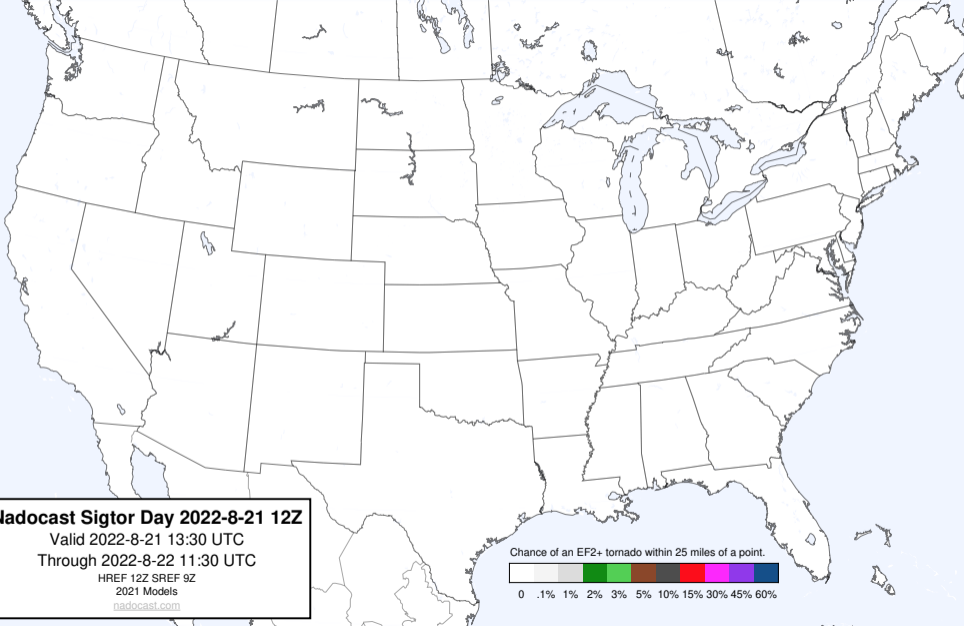 Nadocast Sigtor Day 2022-8-21 12Z
Valid 2022-8-21 13:30 UTC
Through 2022-8-22 11:30 UTC
HREF 12Z SREF 9Z
2021 Models
nadocast.com
Chance of an EF2+ tornado within 25 miles of a point.
0 .1% 1% 2% 3% 5% 10% 15% 30% 45% 60%